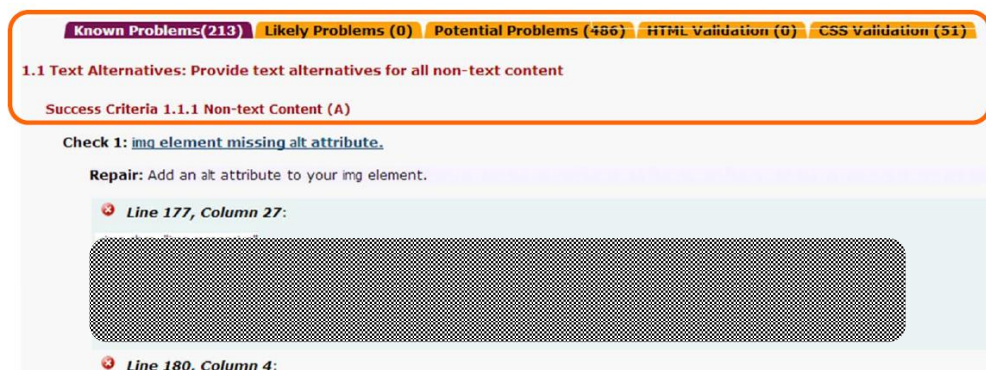 Known Problems(213) Likely Problems (0) Potential Problems (486) HTML Validation (0) CSS Validation (51)
1.1 Text Alternatives: Provide text alternatives for all non-text content
Success Criteria 1.1.1 Non-text Content (A)
Check 1: img element missing alt attribute.
Repair: Add an alt attribute to your img element.
Line 177, Column 27:
Line 180, Column 4: